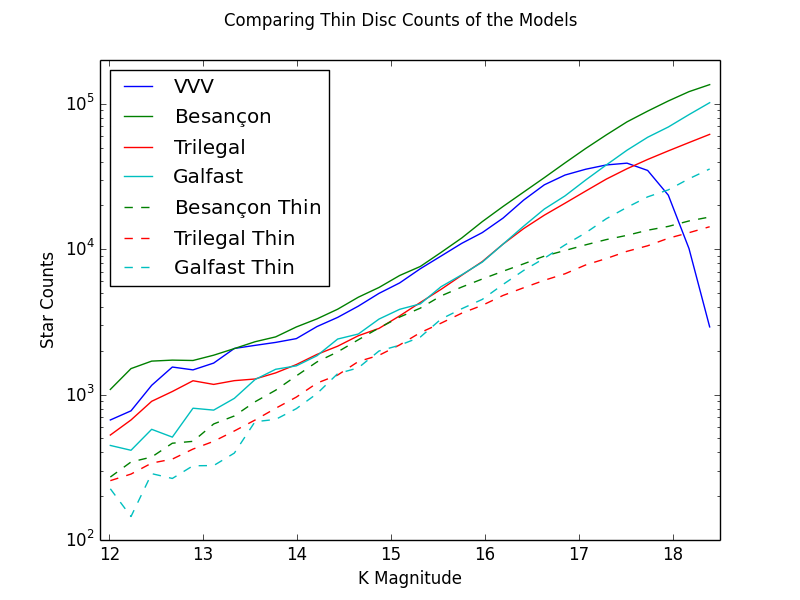 Comparing Thin Disc Counts of the Models
VVV
Besançon
Trilegal
Galfast
Besançon Thin
Trilegal Thin
Galfast Thin
Star Counts
10^5
10^4
10^3
10^2
12 13 14 15 16 17 18
K Magnitude